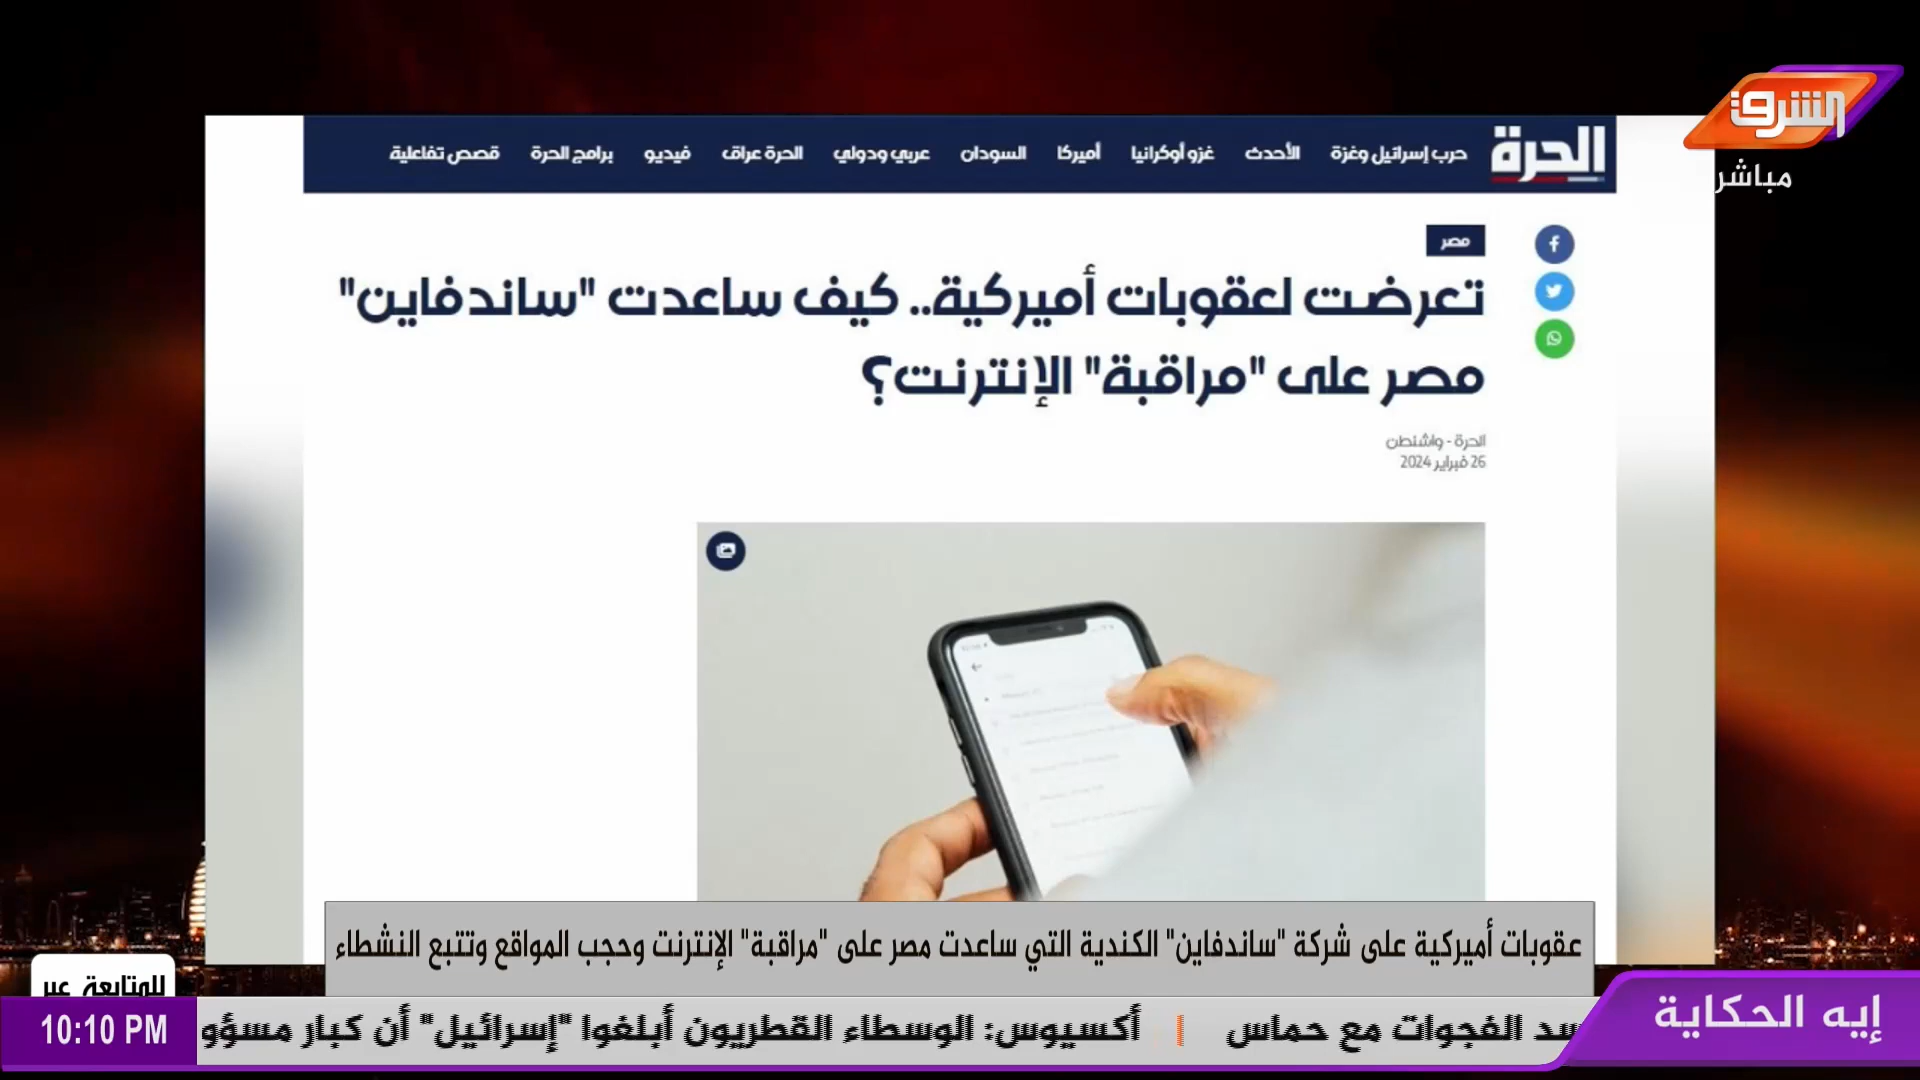 الشرق
مباشر
الحرة
حرب إسرائيل وغزة
الأحدث
غزو أوكرانيا
أميركا
السودان
عربي ودولي
الحرة عراق
فيديو
برامج الحرة
قصص تفاعلية
مصر
تعرضت لعقوبات أميركية.. كيف ساعدت "ساندفاين"
مصر على "مراقبة" الإنترنت؟
الحرة - واشنطن
26 فبراير 2024
عقوبات أميركية على شركة "ساندفاين" الكندية التي ساعدت مصر على "مراقبة" الإنترنت وحجب المواقع وتتبع النشطاء
للمتابعة عبر
إيه الحكاية
سد الفجوات مع حماس | أكسيوس: الوسطاء القطريون أبلغوا "إسرائيل" أن كبار مسؤو
10:10 PM